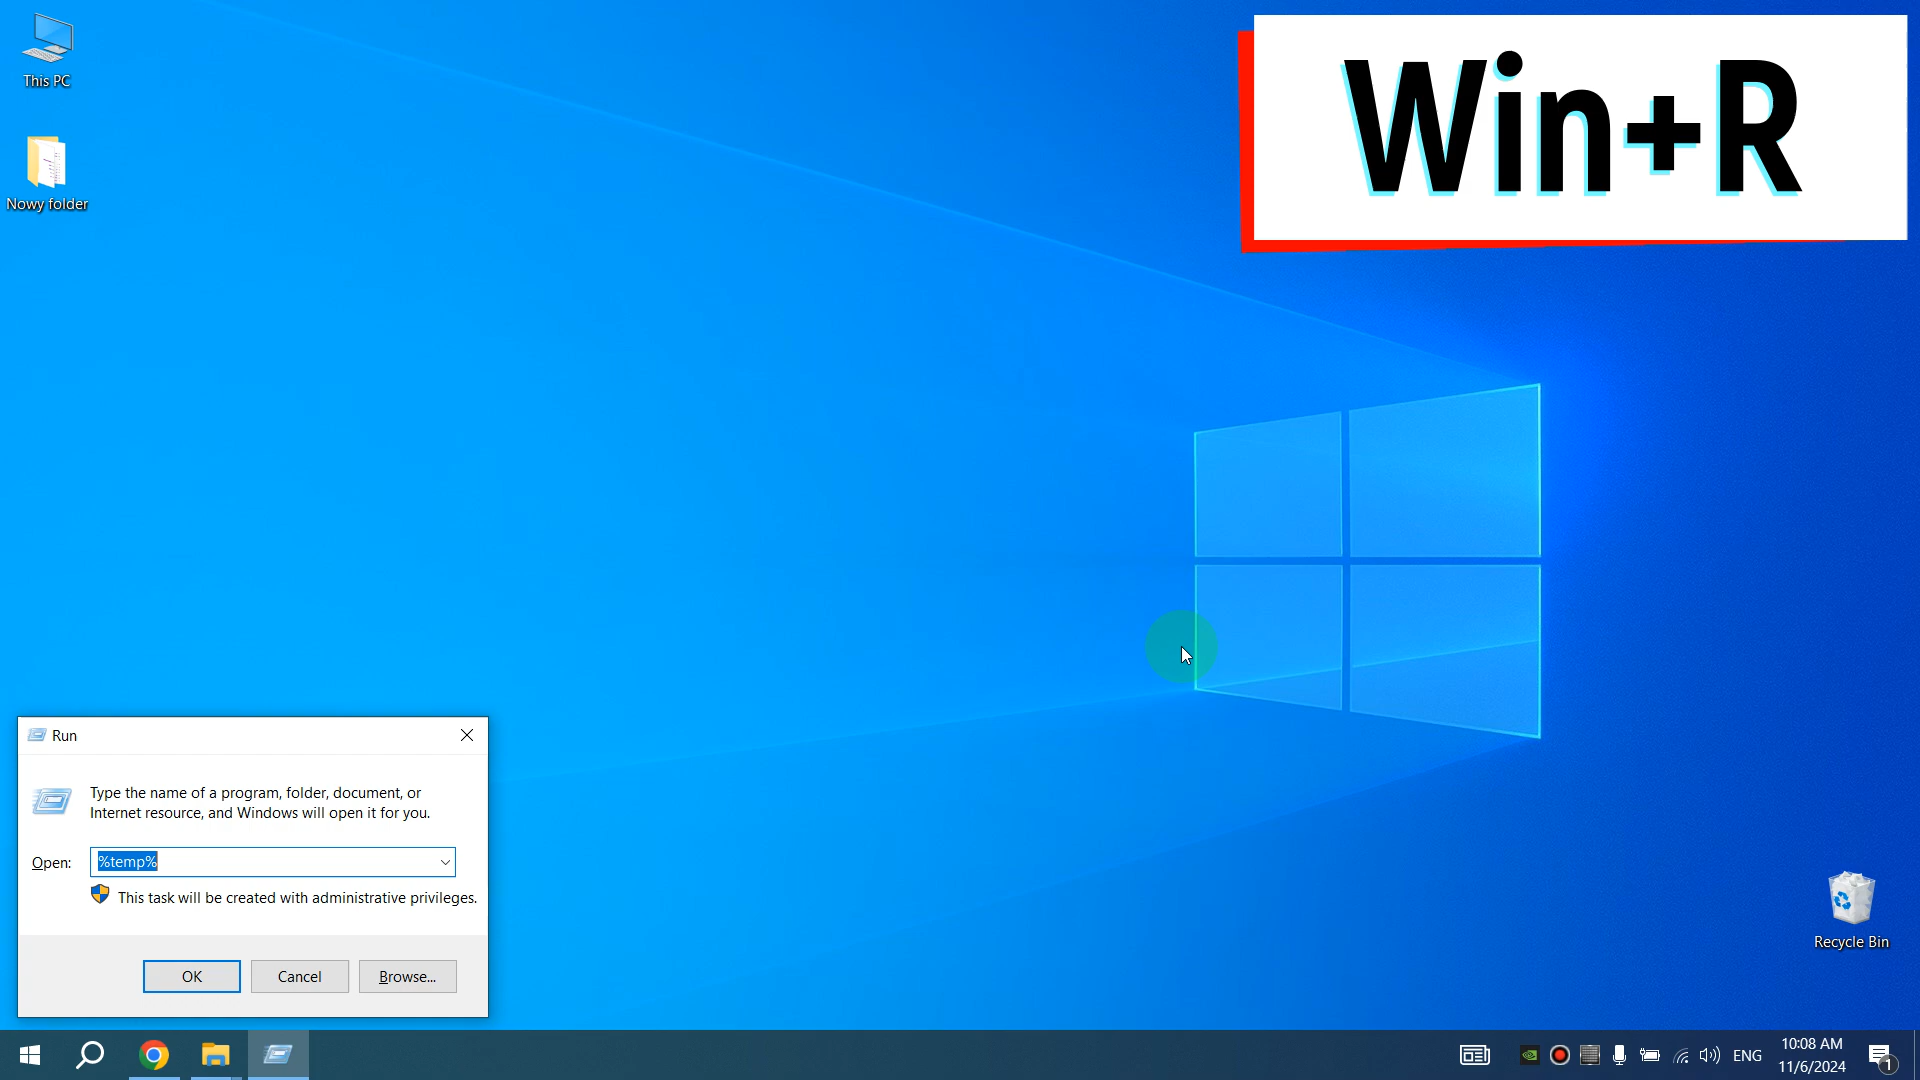 This PC
Nowy folder
Win+R
Run
Type the name of a program, folder, document, or
Internet resource, and Windows will open it for you.
Open: %temp%
This task will be created with administrative privileges.
OK Cancel Browse...
Recycle Bin
ENG
10:08 AM
11/6/2024
1